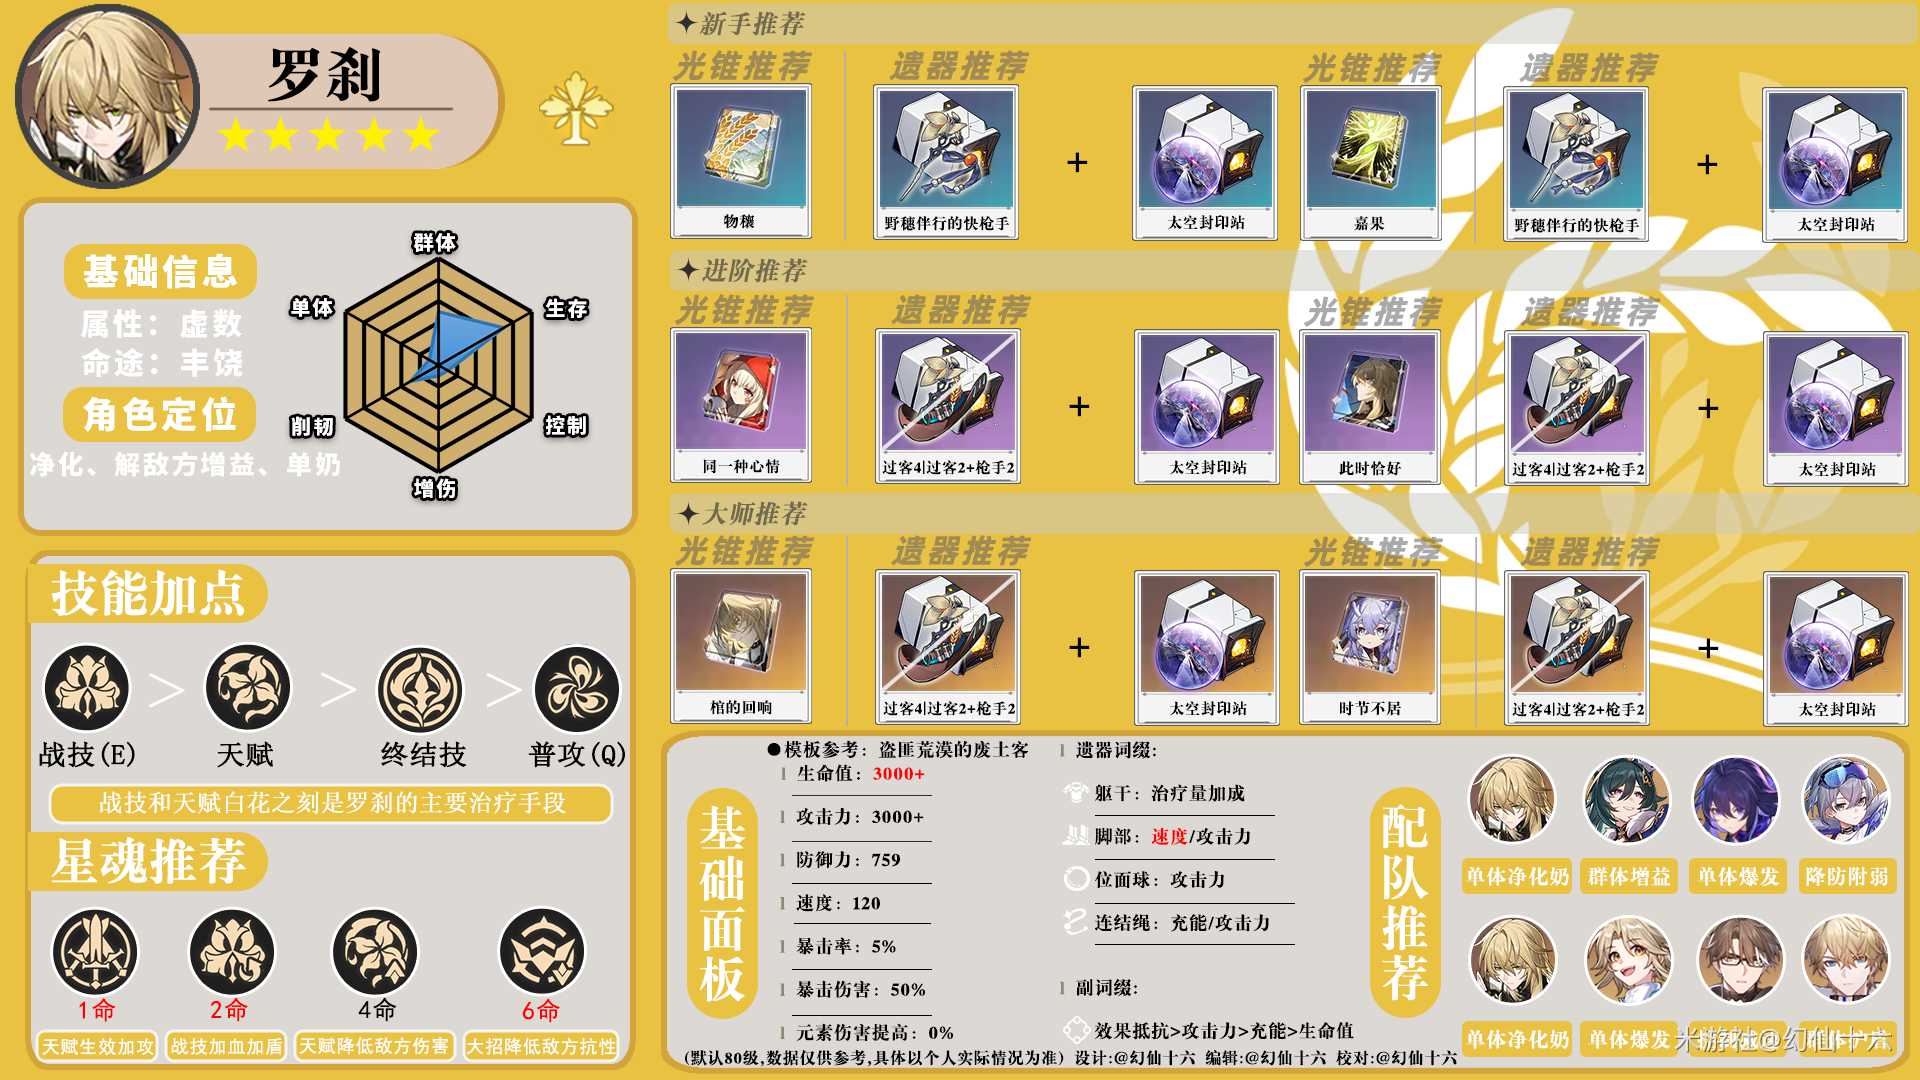 罗刹
基础信息
属性：虚数
命途：丰饶
角色定位
净化、解敌方增益、单奶
群体
生存
控制
增伤
削韧
单体
技能加点
战技(E)
天赋
终结技
普攻(Q)
战技和天赋白花之刻是罗刹的主要治疗手段
星魂推荐
1命
2命
4命
6命
天赋生效加攻
战技加血加盾
天赋降低敌方伤害
大招降低敌方抗性
新手推荐
光锥推荐
遗器推荐
光锥推荐
遗器推荐
物穰
野穗伴行的快枪手
+
太空封印站
嘉果
野穗伴行的快枪手
+
太空封印站
进阶推荐
光锥推荐
遗器推荐
光锥推荐
遗器推荐
同一种心情
过客4|过客2+枪手2
+
太空封印站
此时恰好
过客4|过客2+枪手2
+
太空封印站
大师推荐
光锥推荐
遗器推荐
光锥推荐
遗器推荐
棺的回响
过客4|过客2+枪手2
+
太空封印站
时节不居
过客4|过客2+枪手2
+
太空封印站
基础面板
●模板参考：盗匪荒漠的废土客
生命值：3000+
攻击力：3000+
防御力：759
速度：120
暴击率：5%
暴击伤害：50%
元素伤害提高：0%
遗器词缀:
躯干：治疗量加成
脚部：速度/攻击力
位面球：攻击力
连结绳：充能/攻击力
副词缀:
效果抵抗>攻击力>充能>生命值
(默认80级,数据仅供参考,具体以个人实际情况为准) 设计:@幻仙十六 编辑:@幻仙十六 校对:@幻仙十六
配队推荐
单体净化奶
群体增益
单体爆发
降防附弱
单体净化奶
单体爆发
米游社@幻仙十六